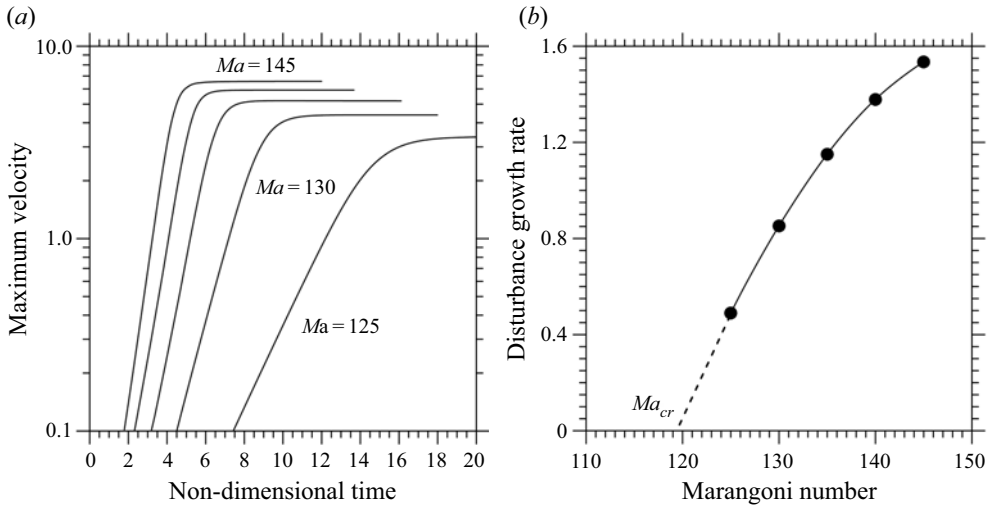 (a)
10.0
1.0
0.1
Maximum velocity
Ma = 145
Ma = 130
Ma = 125
0 2 4 6 8 10 12 14 16 18 20
Non-dimensional time
(b)
1.6
1.2
0.8
0.4
0
Disturbance growth rate
Ma_cr
110 120 130 140 150
Marangoni number